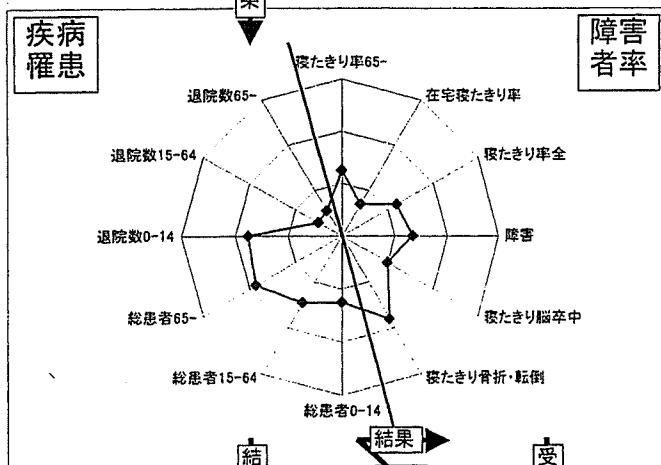 果
疾病
罹患
障害
者率
寝たきり率65-
退院数65-
在宅寝たきり率
退院数15-64
寝たきり率全
退院数0-14
障害
総患者65-
寝たきり脳卒中
総患者15-64
寝たきり骨折・転倒
総患者0-14
結果
結
受